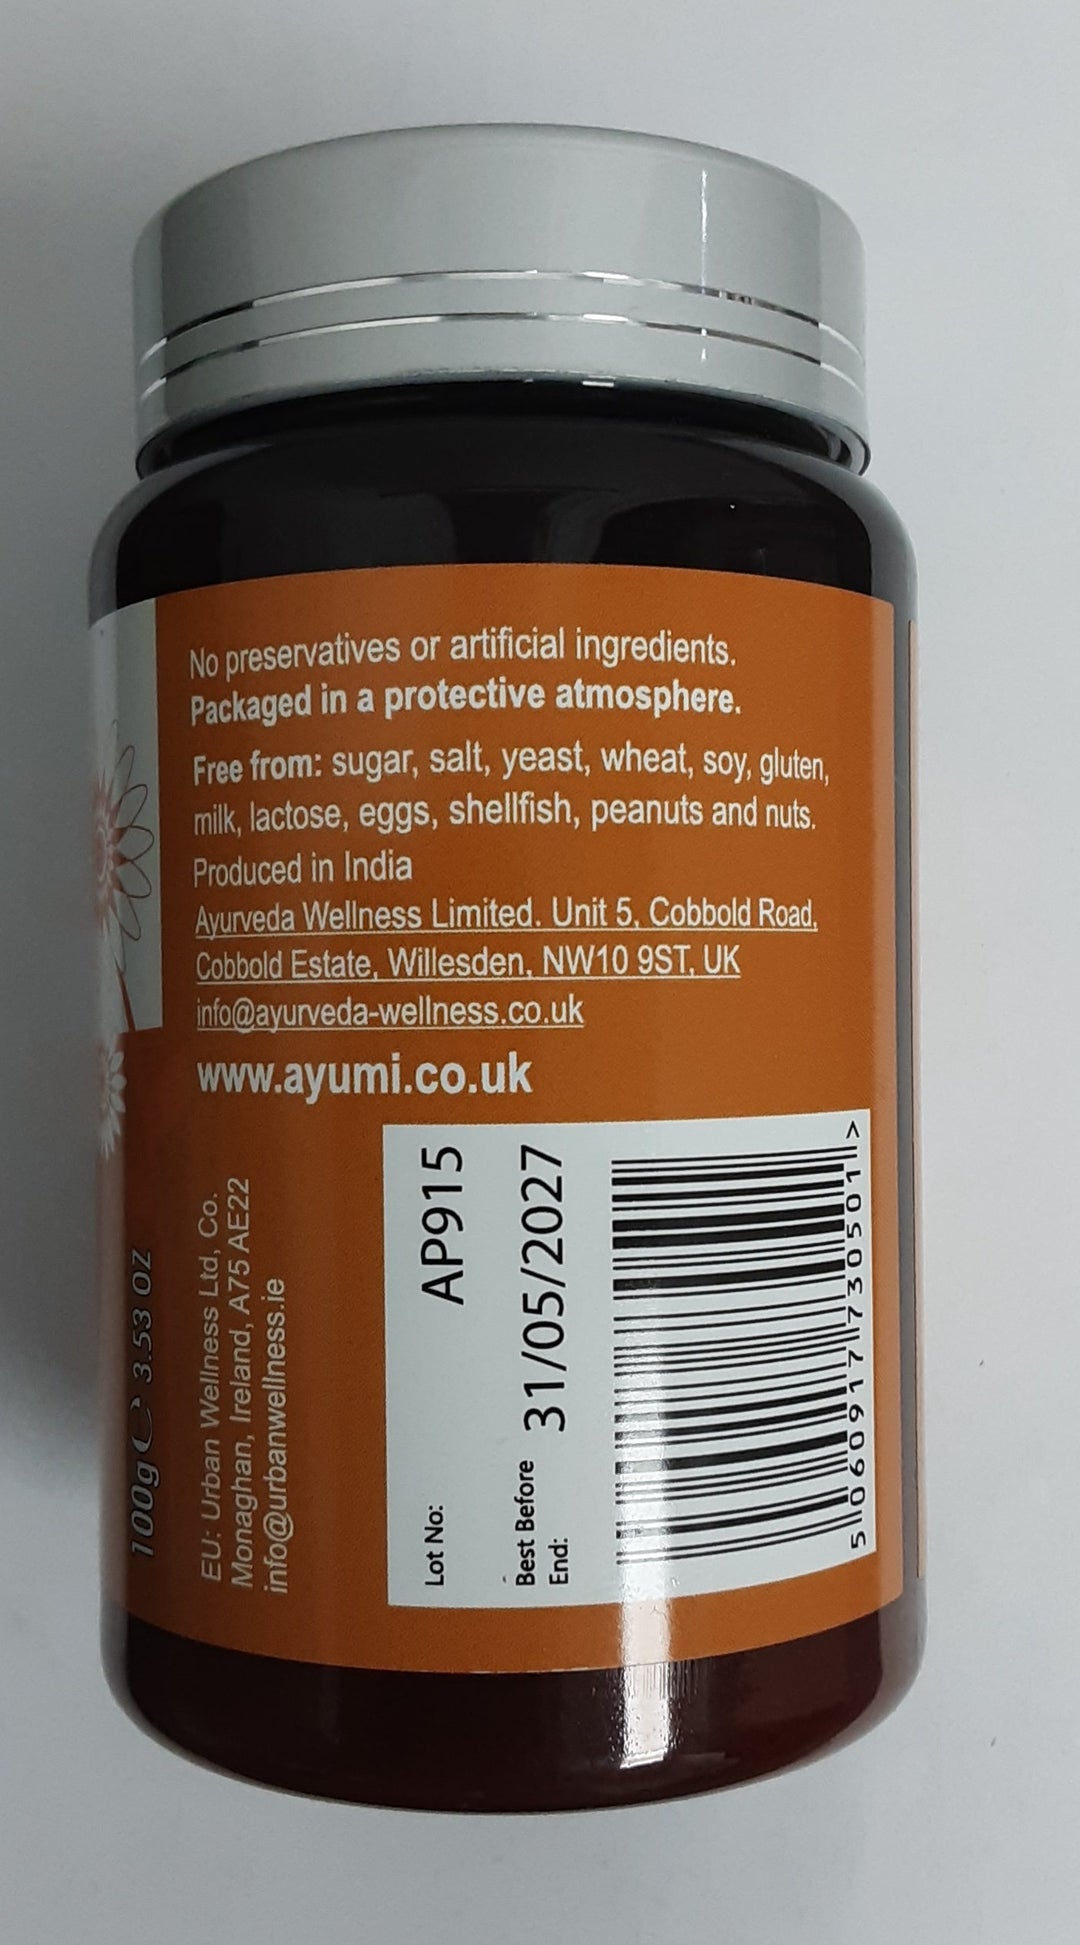 No preservatives or artificial ingredients.
Packaged in a protective atmosphere.
Free from: sugar, salt, yeast, wheat, soy, gluten,
milk, lactose, eggs, shellfish, peanuts and nuts.
Produced in India
Ayurveda Wellness Limited. Unit 5, Cobbold Road,
Cobbold Estate, Willesden, NW10 9ST, UK
info@ayurveda-wellness.co.uk
www.ayumi.co.uk
100g ℮ 3.53 OZ
EU: Urban Wellness Ltd, Co.
Monaghan, Ireland, A75 AE22
info@urbanwellness.ie
Lot No: AP915
Best Before 31/05/2027
End:
5 060917 730501 >